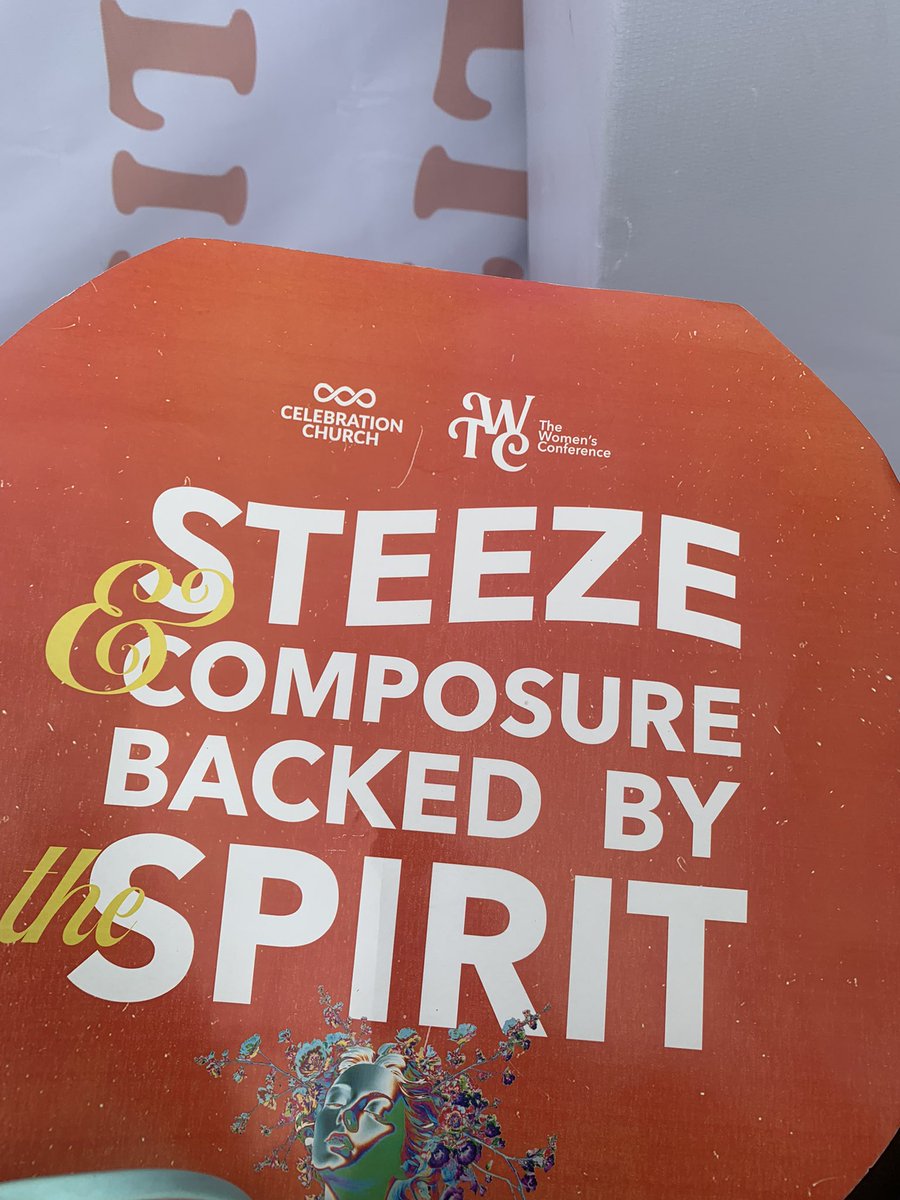 CELEBRATION
CHURCH
TWC
The
Women's
Conference
STEEZE
& COMPOSURE
BACKED BY
the SPIRIT